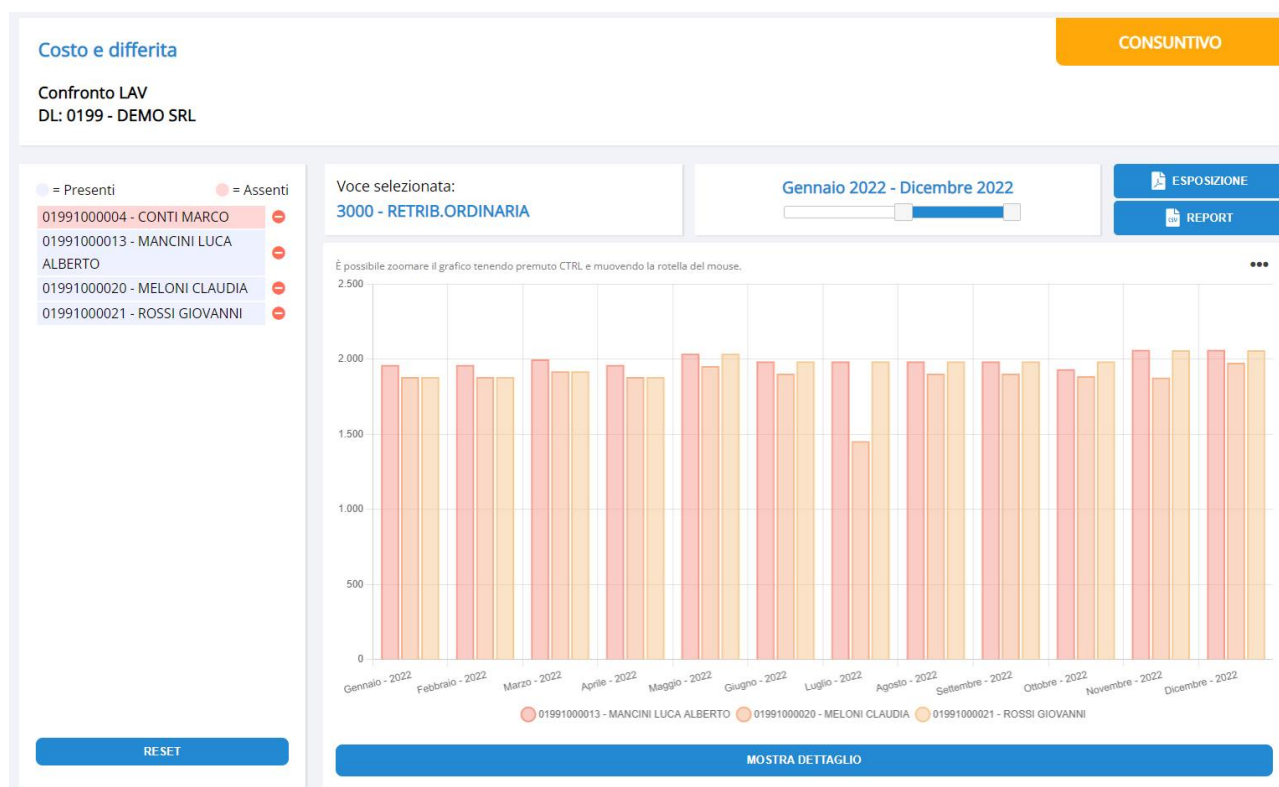 Costo e differita
CONSUNTIVO
Confronto LAV
DL: 0199 - DEMO SRL
= Presenti
= Assenti
01991000004 - CONTI MARCO
01991000013 - MANCINI LUCA
ALBERTO
01991000020 - MELONI CLAUDIA
01991000021 - ROSSI GIOVANNI
RESET
Voce selezionata:
3000 - RETRIB.ORDINARIA
Gennaio 2022 - Dicembre 2022
ESPOSIZIONE
CSV REPORT
È possibile zoomare il grafico tenendo premuto CTRL e muovendo la rotella del mouse.
2.500
2.000
1.500
1.000
500
0
Gennaio - 2022
Febbraio - 2022
Marzo - 2022
Aprile - 2022
Maggio - 2022
Giugno - 2022
Luglio - 2022
Agosto - 2022
Settembre - 2022
Ottobre - 2022
Novembre - 2022
Dicembre - 2022
01991000013 - MANCINI LUCA ALBERTO
01991000020 - MELONI CLAUDIA
01991000021 - ROSSI GIOVANNI
MOSTRA DETTAGLIO